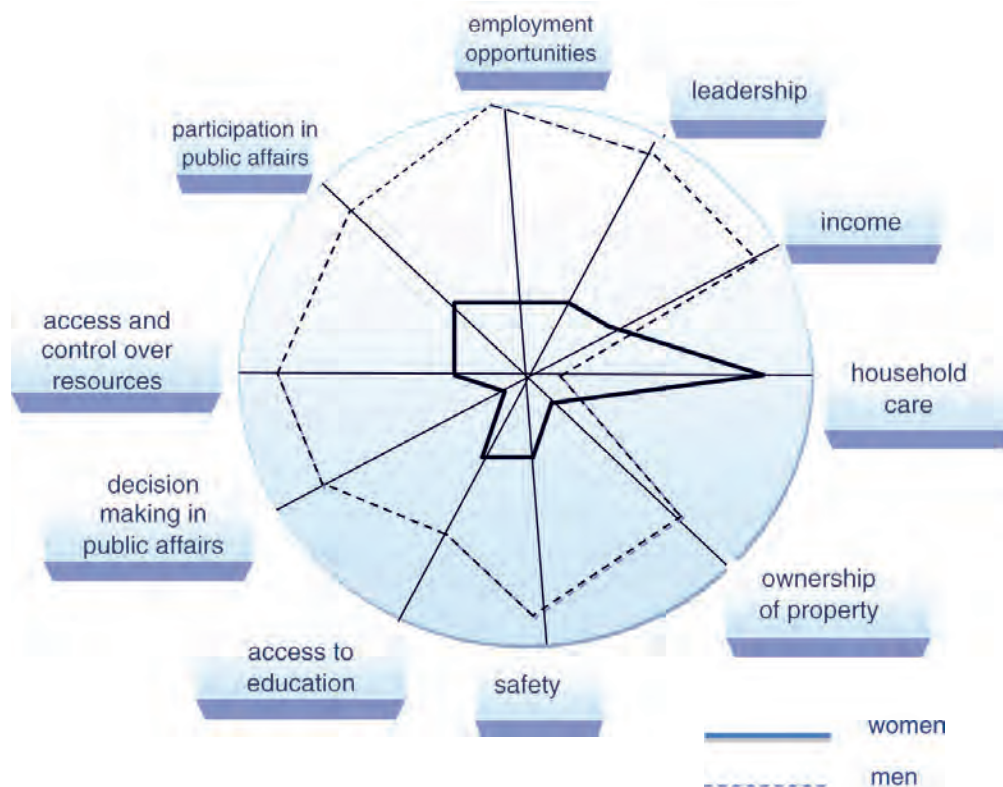 employment
opportunities
leadership
participation in
public affairs
income
access and
control over
resources
household
care
decision
making in
public affairs
ownership
of property
access to
education
safety
women
men